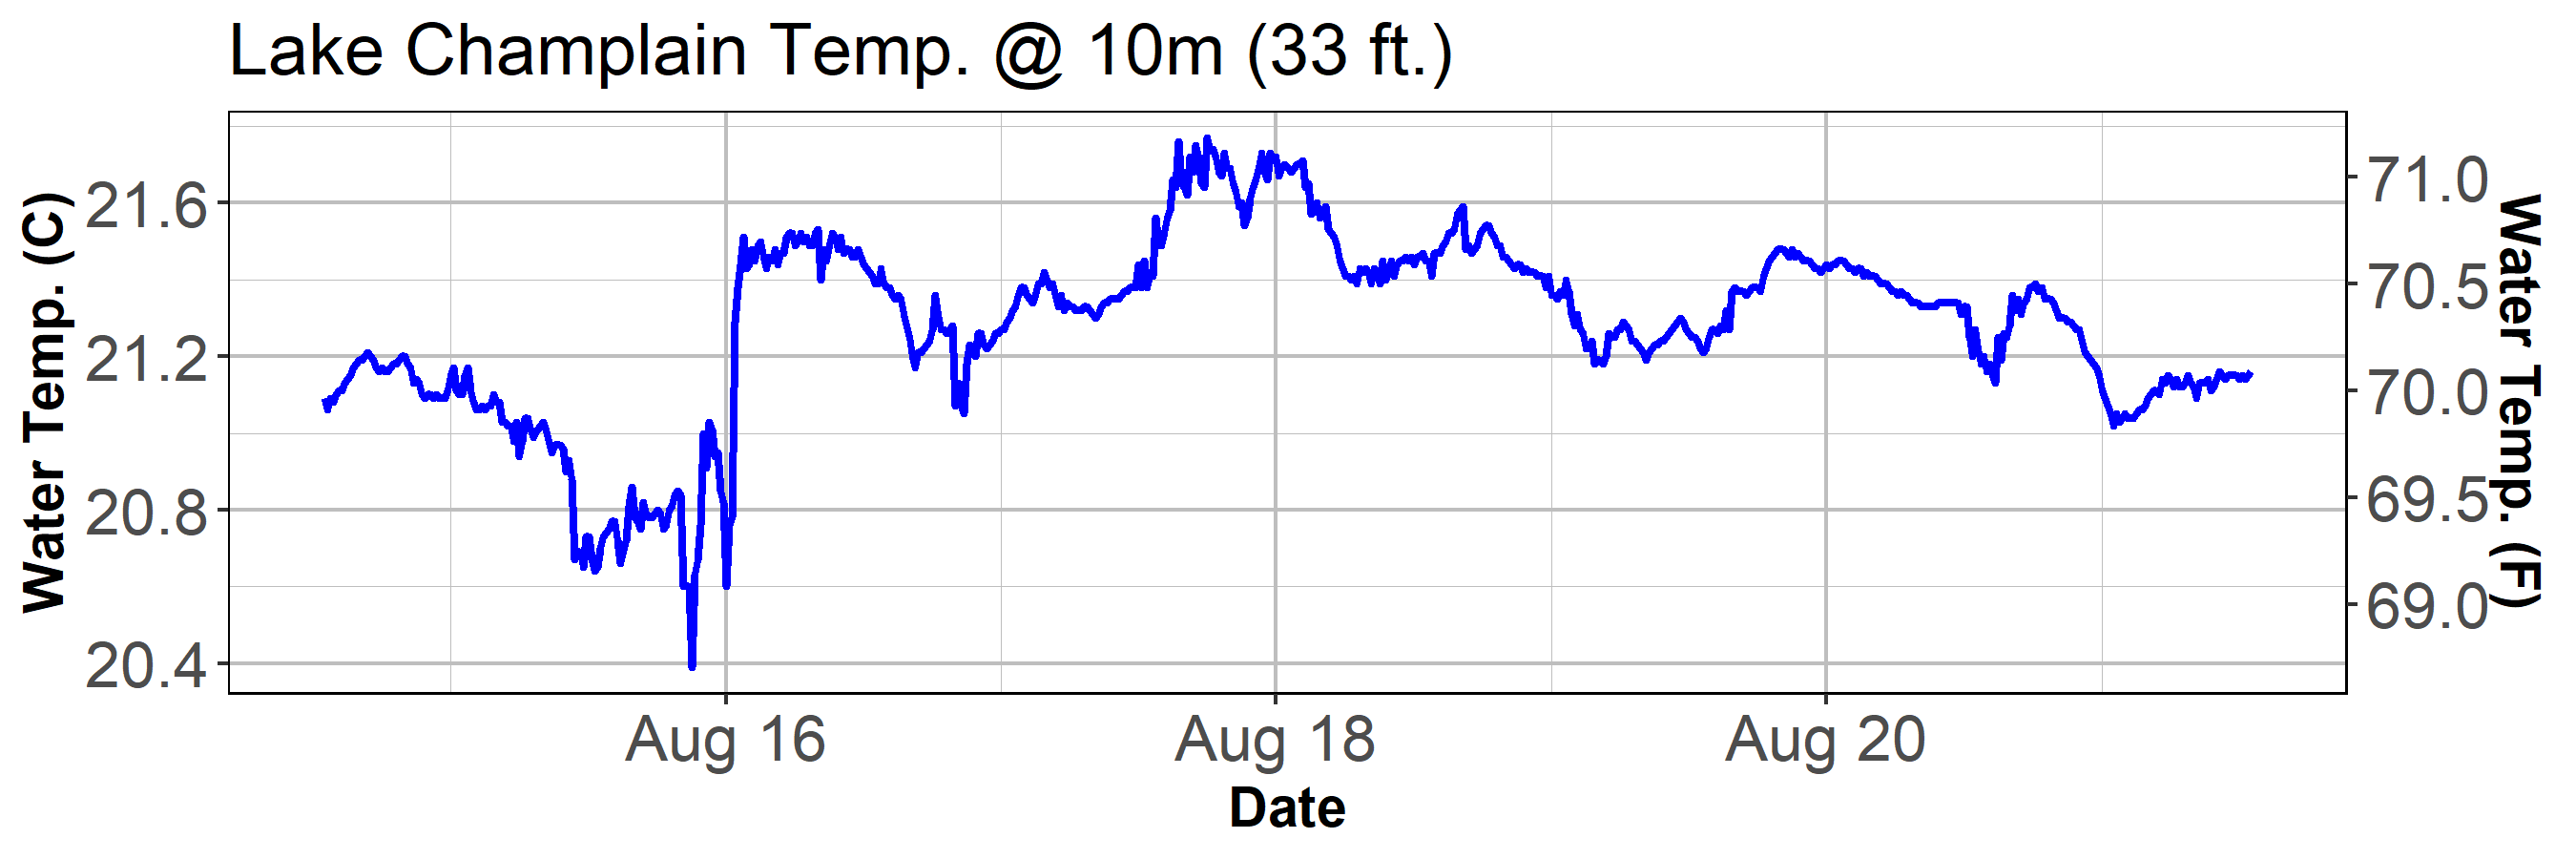 Lake Champlain Temp. @ 10m (33 ft.)
Water Temp. (C)
21.6
21.2
20.8
20.4
71.0
70.5
70.0
69.5
69.0
Water Temp. (F)
Aug 16
Aug 18
Aug 20
Date